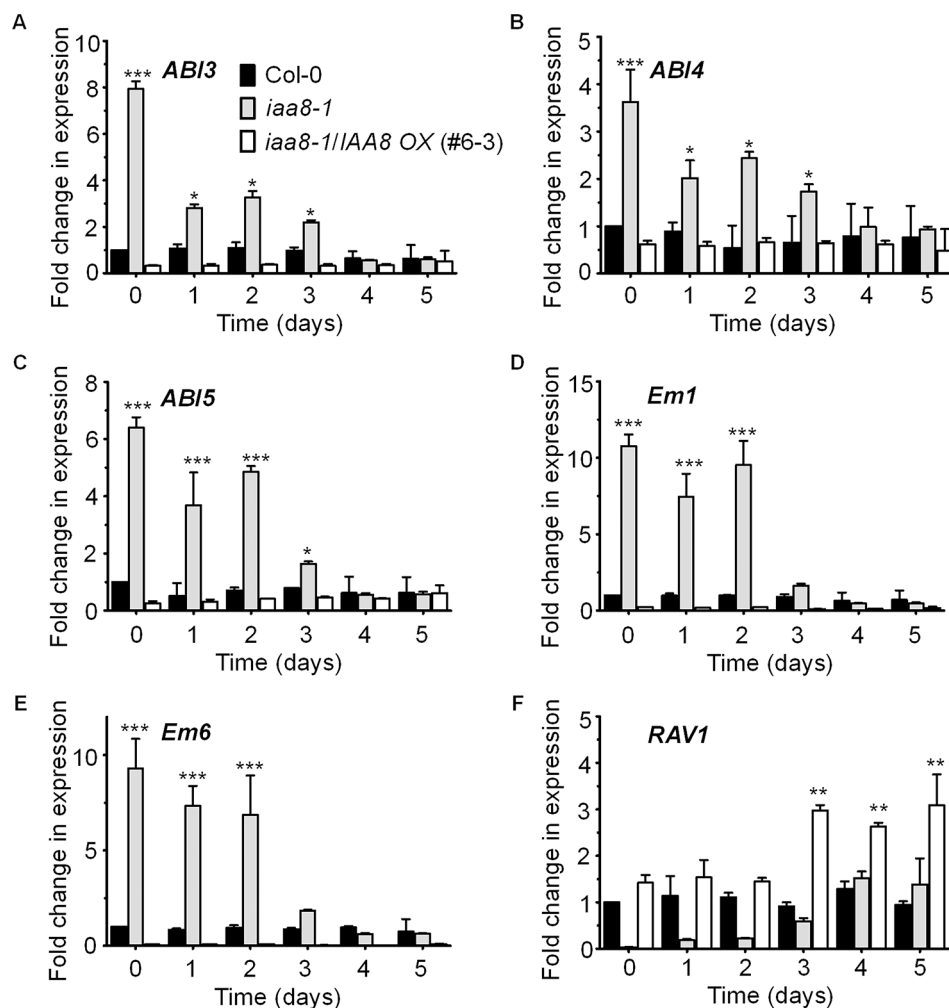 A
Fold change in expression
10
8
6
4
2
0
***
ABI3
*
*
*
Col-0
iaa8-1
iaa8-1/IAA8 OX (#6-3)
0 1 2 3 4 5
Time (days)
B
Fold change in expression
5
4
3
2
1
0
***
ABI4
*
*
*
0 1 2 3 4 5
Time (days)
C
Fold change in expression
8
6
4
2
0
***
ABI5
***
***
*
0 1 2 3 4 5
Time (days)
D
Fold change in expression
15
10
5
0
***
Em1
***
***
0 1 2 3 4 5
Time (days)
E
Fold change in expression
10
5
0
***
Em6
***
***
0 1 2 3 4 5
Time (days)
F
Fold change in expression
5
4
3
2
1
0
RAV1
**
**
**
0 1 2 3 4 5
Time (days)